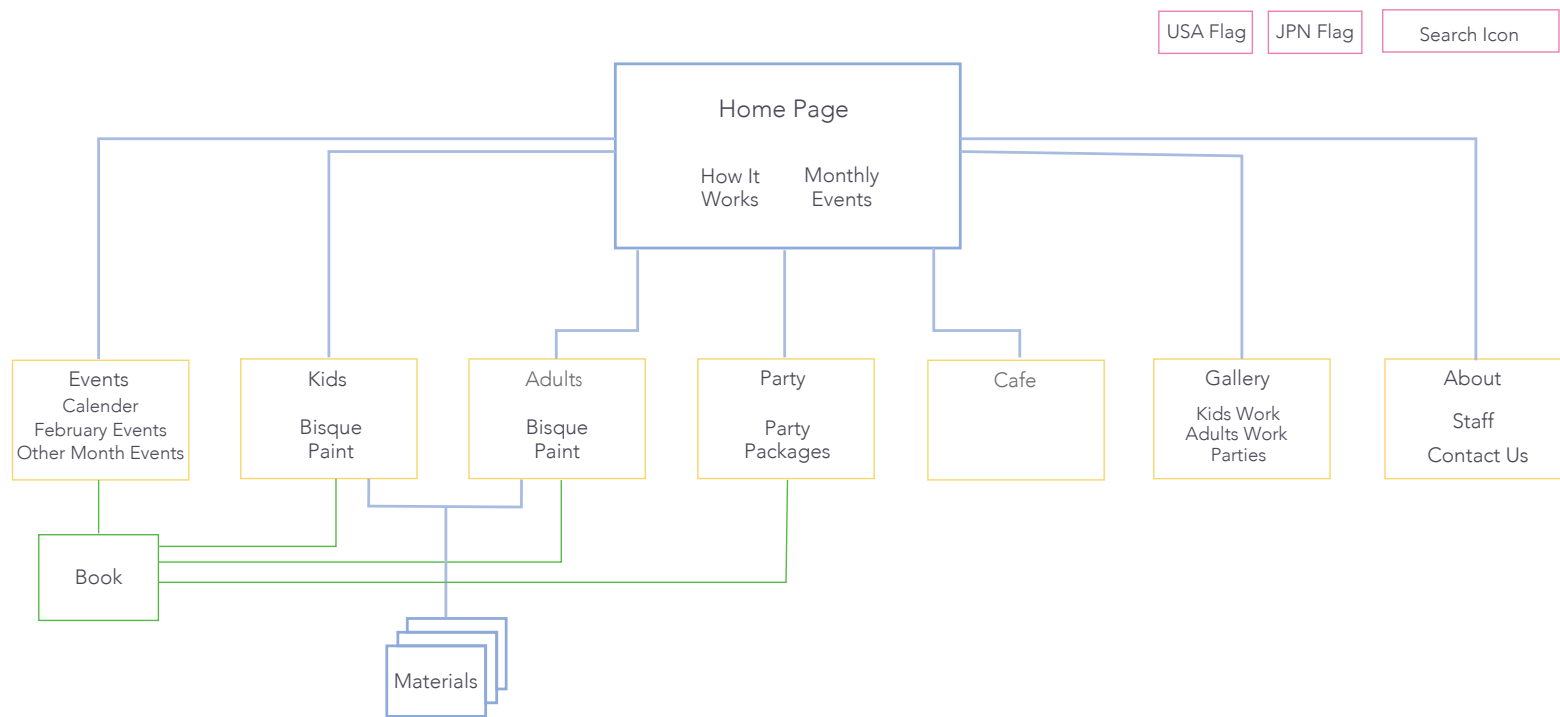 USA Flag
JPN Flag
Search Icon
Home Page
How It
Works
Monthly
Events
Events
Calender
February Events
Other Month Events
Kids
Bisque
Paint
Adults
Bisque
Paint
Party
Party
Packages
Cafe
Gallery
Kids Work
Adults Work
Parties
About
Staff
Contact Us
Book
Materials